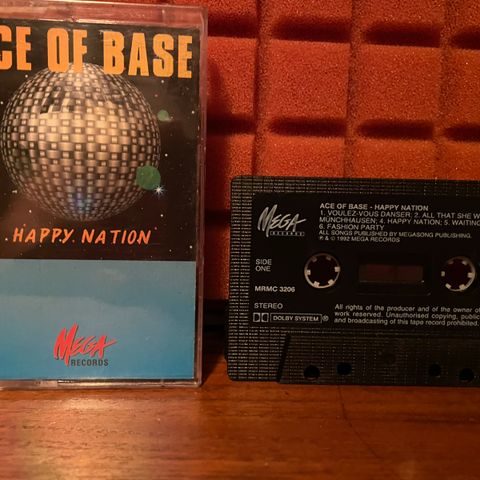 CE OF BASE
HAPPY NATION
MEGA
RECORDS
ACE OF BASE - HAPPY NATION
1. VOULEZ-VOUS DANSER; 2. ALL THAT SHE W
MÜNCHHAUSEN; 4. HAPPY NATION; 5. WAITING
6. FASHION PARTY
ALL SONGS PUBLISHED BY MEGASONG PUBLISHING.
℗ & © 1992 MEGA RECORDS
MEGA
RECORDS
SIDE
ONE
MRMC 3206
STEREO
DOLBY SYSTEM ®
All rights of the producer and of the owner of
work reserved. Unauthorised copying, public
and broadcasting of this tape record prohibited.